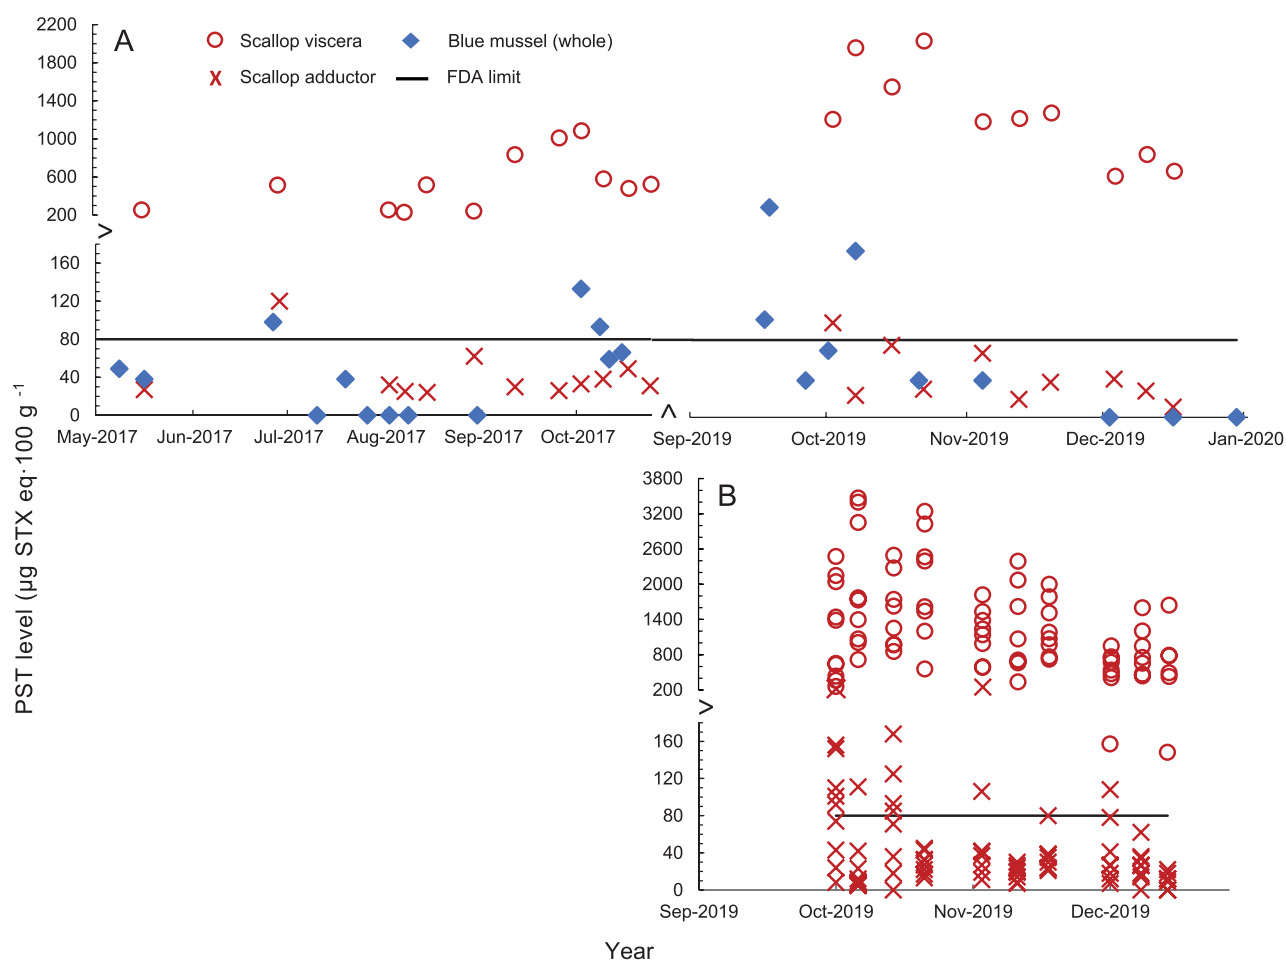 A
Scallop viscera
Blue mussel (whole)
Scallop adductor
FDA limit
2200
1800
1400
1000
600
200
>
160
120
80
40
0
May-2017 Jun-2017 Jul-2017 Aug-2017 Sep-2017 Oct-2017 > Sep-2019 Oct-2019 Nov-2019 Dec-2019 Jan-2020
PST level (µg STX eq·100 g⁻¹
B
3800
3200
2600
2000
1400
800
200
>
160
120
80
40
0
Sep-2019 Oct-2019 Nov-2019 Dec-2019
Year